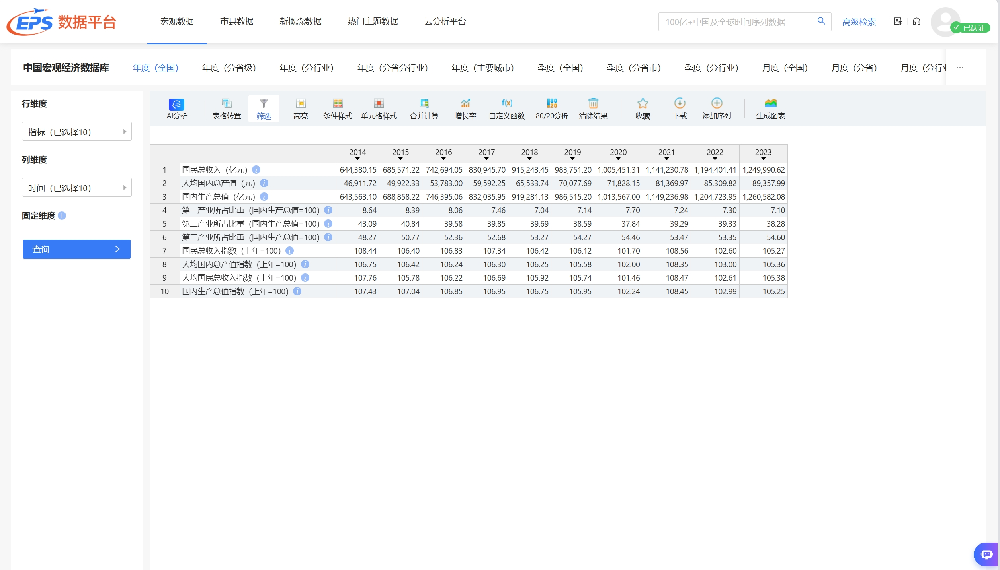 EPS 数据平台
宏观数据 市县数据 新概念数据 热门主题数据 云分析平台 100亿+中国及全球时间序列数据 高级检索 已认证
中国宏观经济数据库 年度（全国） 年度（分省级） 年度（分行业） 年度（分省分行业） 年度（主要城市） 季度（全国） 季度（分省市） 季度（分行业） 月度（全国） 月度（分省） 月度（分行业 ...
行维度
指标（已选择10）
列维度
时间（已选择10）
固定维度
查询
AI分析 表格转置 筛选 高亮 条件样式 单元格样式 合并计算 增长率 自定义函数 80/20分析 清除结果 收藏 下载 添加序列 生成图表
2014 2015 2016 2017 2018 2019 2020 2021 2022 2023
1 国民总收入（亿元） 644,380.15 685,571.22 742,694.05 830,945.70 915,243.45 983,751.20 1,005,451.31 1,141,230.78 1,194,401.41 1,249,990.62
2 人均国内总产值（元） 46,911.72 49,922.33 53,783.00 59,592.25 65,533.74 70,077.69 71,828.15 81,369.97 85,309.82 89,357.99
3 国内生产总值（亿元） 643,563.10 688,858.22 746,395.06 832,035.95 919,281.13 986,515.20 1,013,567.00 1,149,236.98 1,204,723.95 1,260,582.08
4 第一产业所占比重（国内生产总值=100） 8.64 8.39 8.06 7.46 7.04 7.14 7.70 7.24 7.30 7.10
5 第二产业所占比重（国内生产总值=100） 43.09 40.84 39.58 39.85 39.69 38.59 37.84 39.29 39.33 38.28
6 第三产业所占比重（国内生产总值=100） 48.27 50.77 52.36 52.68 53.27 54.27 54.46 53.47 53.35 54.60
7 国民总收入指数（上年=100） 108.44 106.40 106.83 107.34 106.42 106.12 101.70 108.56 102.60 105.27
8 人均国内总产值指数（上年=100） 106.75 106.42 106.24 106.30 106.25 105.58 102.00 108.35 103.00 105.36
9 人均国民总收入指数（上年=100） 107.76 105.78 106.22 106.69 105.92 105.74 101.46 108.47 102.61 105.38
10 国内生产总值指数（上年=100） 107.43 107.04 106.85 106.95 106.75 105.95 102.24 108.45 102.99 105.25